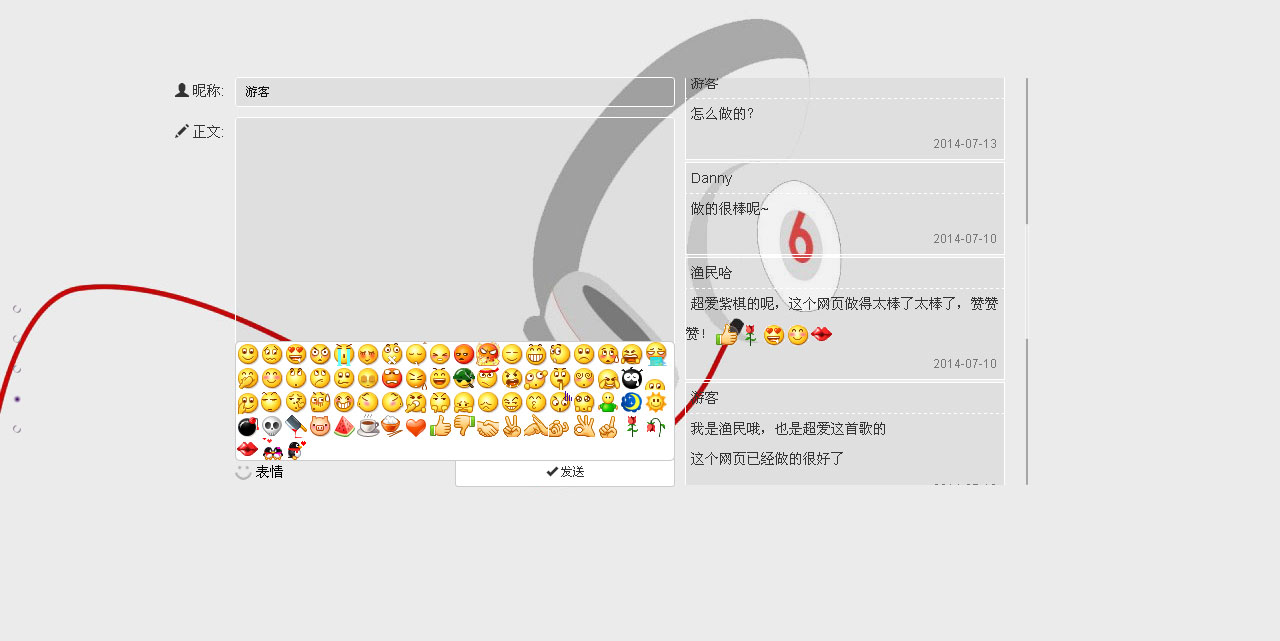 昵称:
游客
正文:
表情
发送
游客
怎么做的?
2014-07-13
Danny
做的很棒呢~
2014-07-10
渔民哈
超爱紫棋的呢，这个网页做得太棒了太棒了，赞赞
赞！
2014-07-10
游客
我是渔民哦，也是超爱这首歌的
这个网页已经做的很好了
6